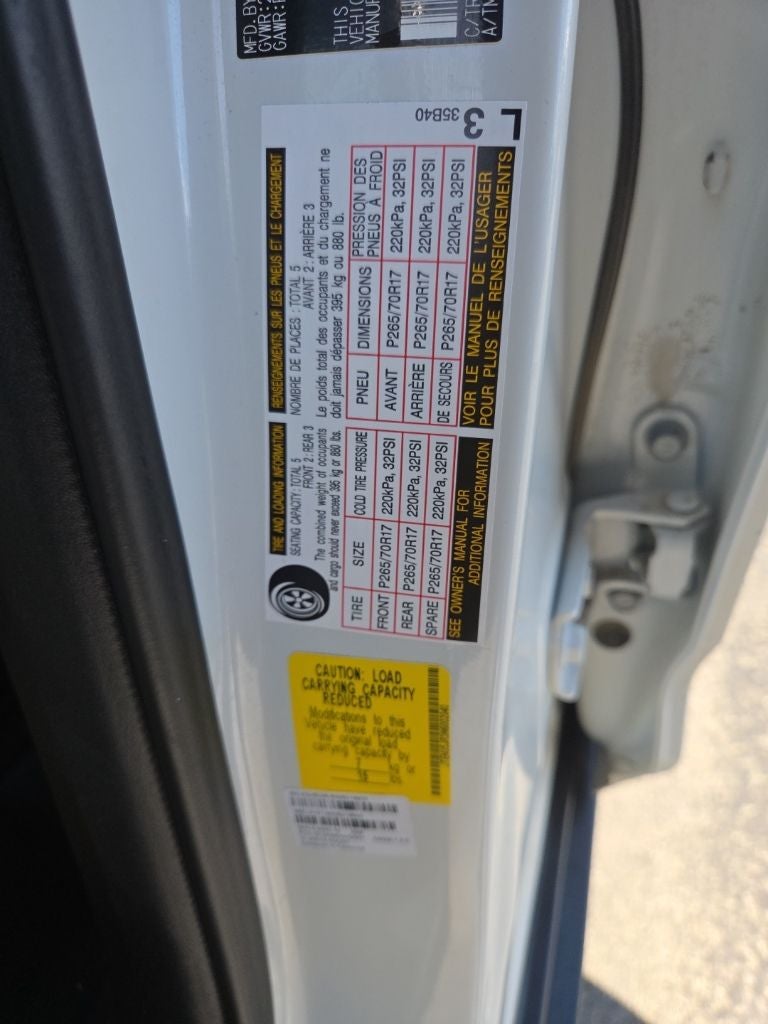 MFD.BY
GVWR:
GAWR:
THIS
VEHIC
MANUF
C/TR
A/TM
TIRE AND LOADING INFORMATION
SEATING CAPACITY: TOTAL 5
FRONT 2 : REAR 3
The combined weight of occupants
and cargo should never exceed 395 kg or 880 lbs.
TIRE SIZE COLD TIRE PRESSURE
FRONT P265/70R17 220kPa, 32PSI
REAR P265/70R17 220kPa, 32PSI
SPARE P265/70R17 220kPa, 32PSI
SEE OWNER'S MANUAL FOR
ADDITIONAL INFORMATION
RENSEIGNEMENTS SUR LES PNEUS ET LE CHARGEMENT
NOMBRE DE PLACES : TOTAL 5
AVANT 2 : ARRIÈRE 3
Le poids total des occupants et du chargement ne
doit jamais dépasser 395 kg ou 880 lb.
PNEU DIMENSIONS PRESSION DES
PNEUS À FROID
AVANT P265/70R17 220kPa, 32PSI
ARRIÈRE P265/70R17 220kPa, 32PSI
DE SECOURS P265/70R17 220kPa, 32PSI
VOIR LE MANUEL DE L'USAGER
POUR PLUS DE RENSEIGNEMENTS
35B40
3
L
CAUTION: LOAD
CARRYING CAPACITY
REDUCED
Modifications to this
vehicle have reduced
the original load
carrying capacity by
kg or
lbs